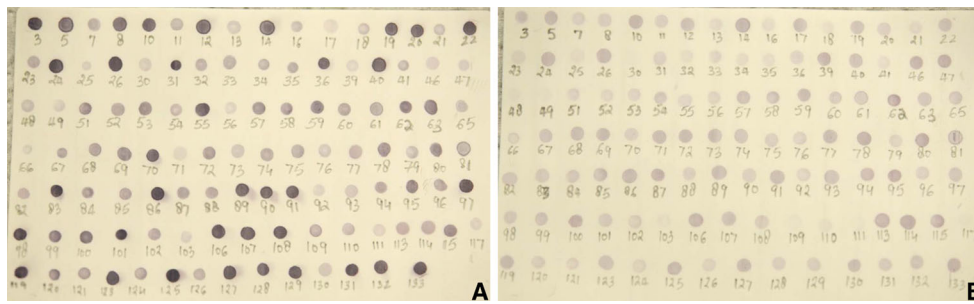 3 5 7 8 10 11 12 13 14 16 17 18 19 20 21 22
23 24 25 26 30 31 32 33 34 35 36 39 40 41 46 47
48 49 51 52 53 54 55 56 57 58 59 60 61 62 63 65
66 67 68 69 70 71 72 73 74 75 76 77 78 79 80 81
82 83 84 85 86 87 88 89 90 91 92 93 94 95 96 97
98 99 100 101 102 103 106 107 108 109 110 111 113 114 115 117
119 120 121 123 124 125 126 127 128 129 130 131 132 133
A
3 5 7 8 10 11 12 13 14 16 17 18 19 20 21 22
23 24 25 26 30 31 32 33 34 35 36 39 40 41 46 47
48 49 51 52 53 54 55 56 57 58 59 60 61 62 63 65
66 67 68 69 70 71 72 73 74 75 76 77 78 79 80 81
82 83 84 85 86 87 88 89 90 91 92 93 94 95 96 97
98 99 100 101 102 103 106 107 108 109 110 111 113 114 115
119 120 121 123 124 125 126 127 128 129 130 131 132 133